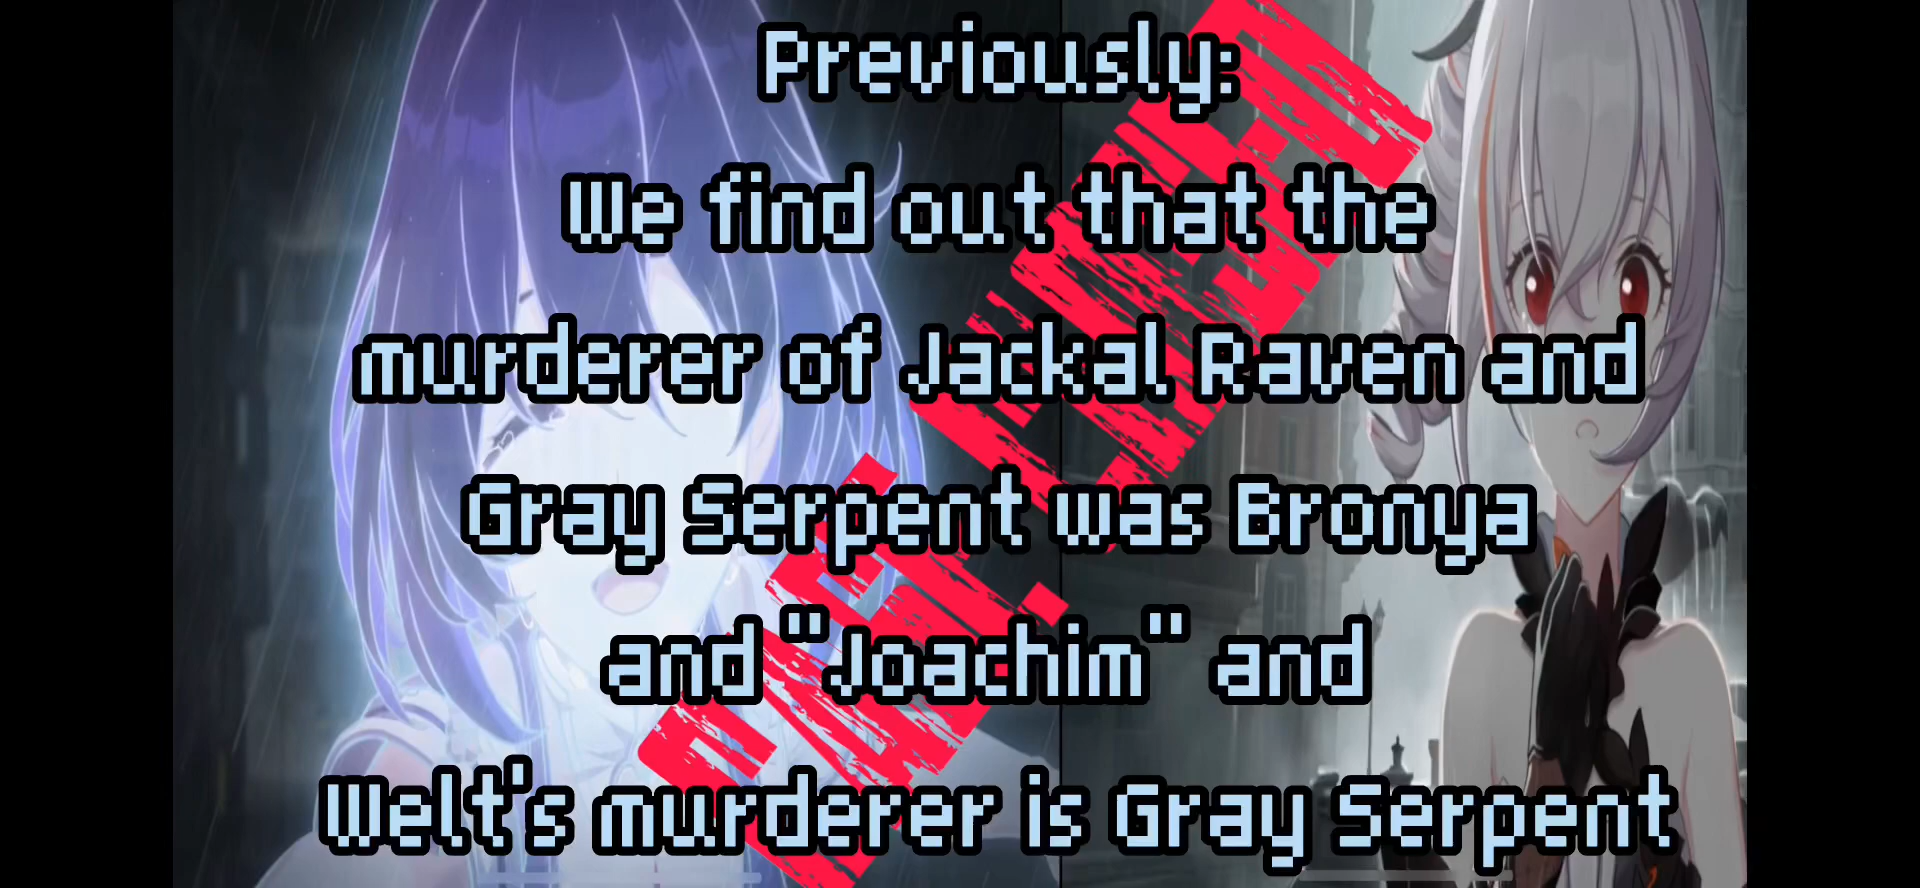 Previously:
We find out that the
murderer of Jackal Raven and
Gray Serpent was Bronya
and "Joachim" and
Welt's murderer is Gray Serpent